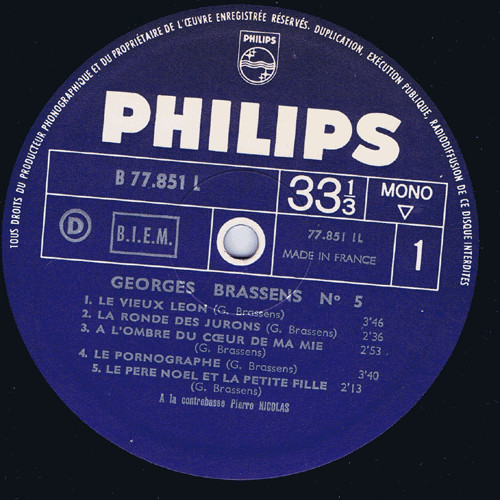 TOUS DROITS DU PRODUCTEUR PHONOGRAPHIQUE ET DU PROPRIÉTAIRE DE L'ŒUVRE ENREGISTRÉE RÉSERVÉS. DUPLICATION, EXÉCUTION PUBLIQUE, RADIODIFFUSION DE CE DISQUE INTERDITES
PHILIPS
PHILIPS
B 77.851 L
33 1/3
MONO
D
B.I.E.M.
77.851 1L
MADE IN FRANCE
1
GEORGES BRASSENS Nº 5
1. LE VIEUX LEON (G. Brassens) 3'46
2. LA RONDE DES JURONS (G. Brassens) 2'36
3. A L'OMBRE DU CŒUR DE MA MIE 2'53
(G. Brassens)
4. LE PORNOGRAPHE (G. Brassens) 3'40
5. LE PERE NOEL ET LA PETITE FILLE 2'13
(G. Brassens)
A la contrebasse Pierre NICOLAS